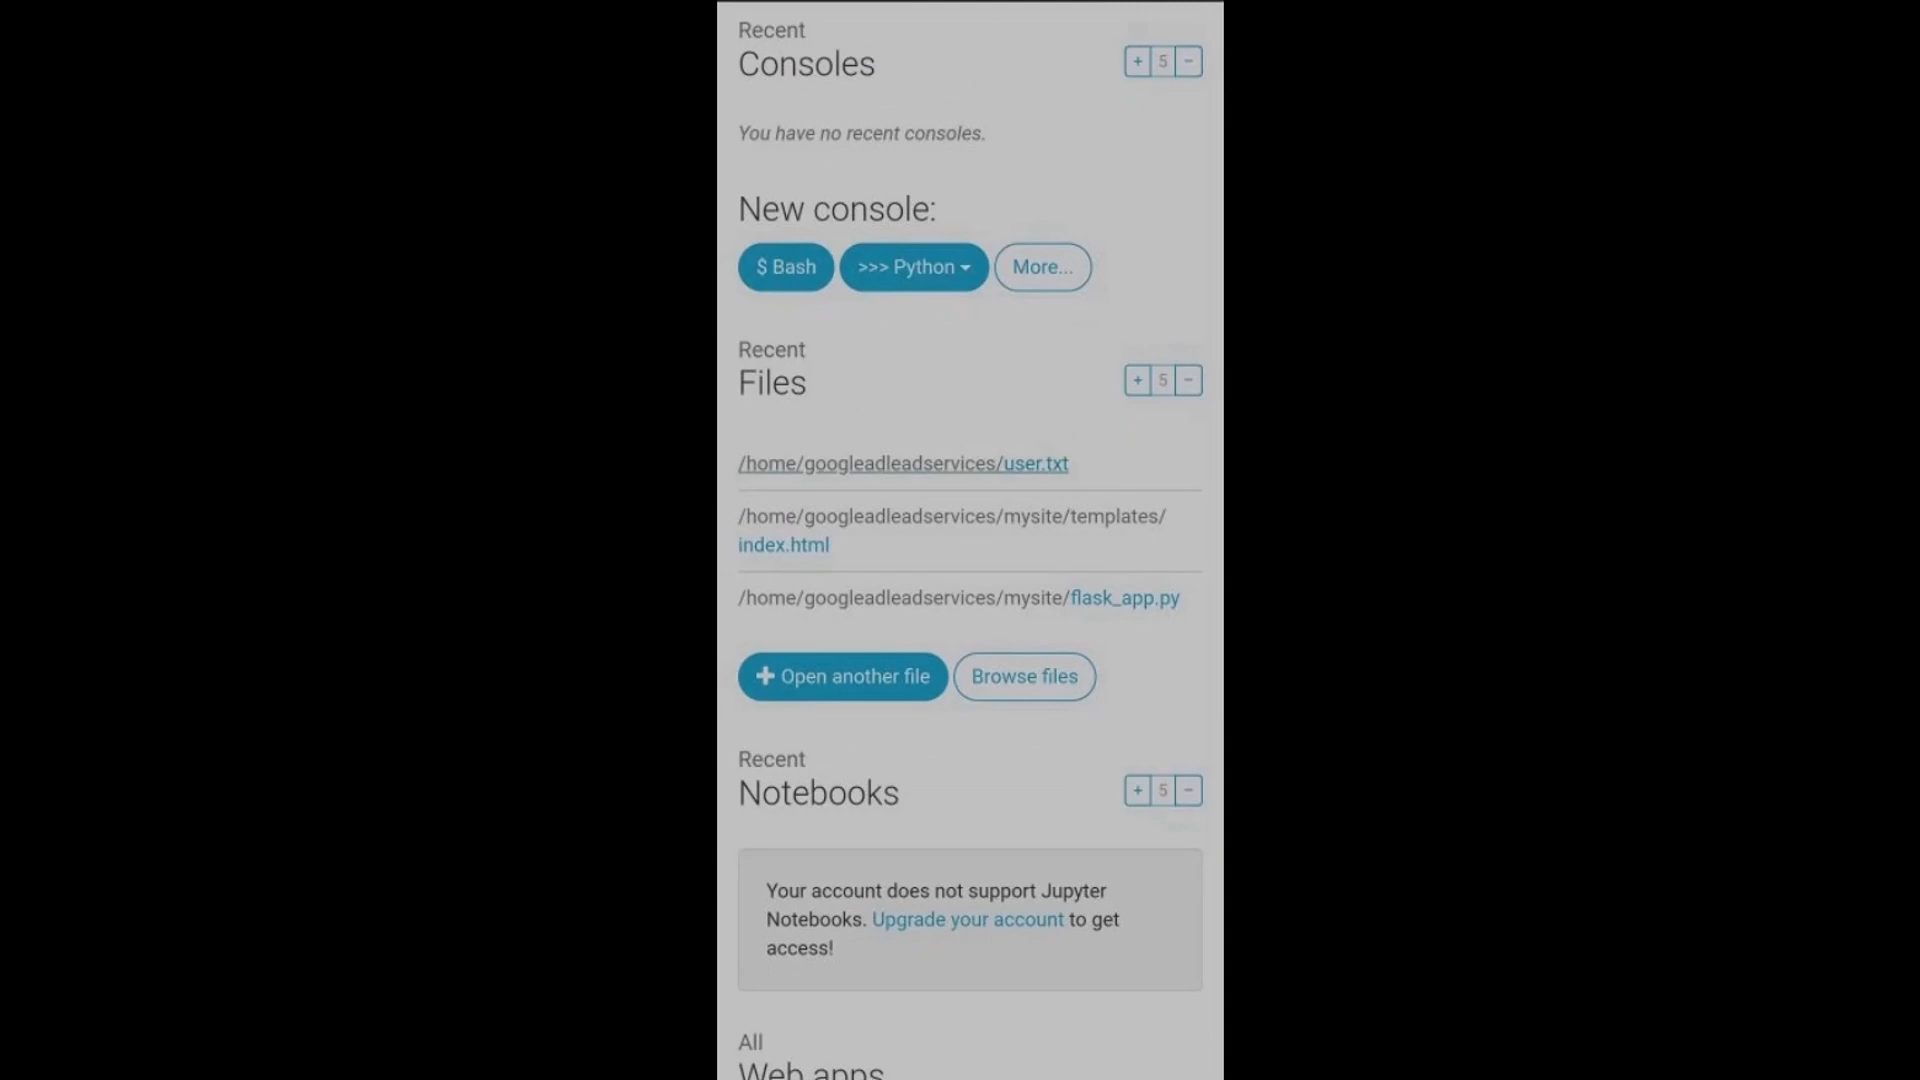 Recent
Consoles
+ 5 −
You have no recent consoles.
New console:
$ Bash >>> Python More...
Recent
Files
+ 5 −
/home/googleadleadservices/user.txt
/home/googleadleadservices/mysite/templates/
index.html
/home/googleadleadservices/mysite/flask_app.py
+ Open another file Browse files
Recent
Notebooks
+ 5 −
Your account does not support Jupyter
Notebooks. Upgrade your account to get
access!
All
Web apps